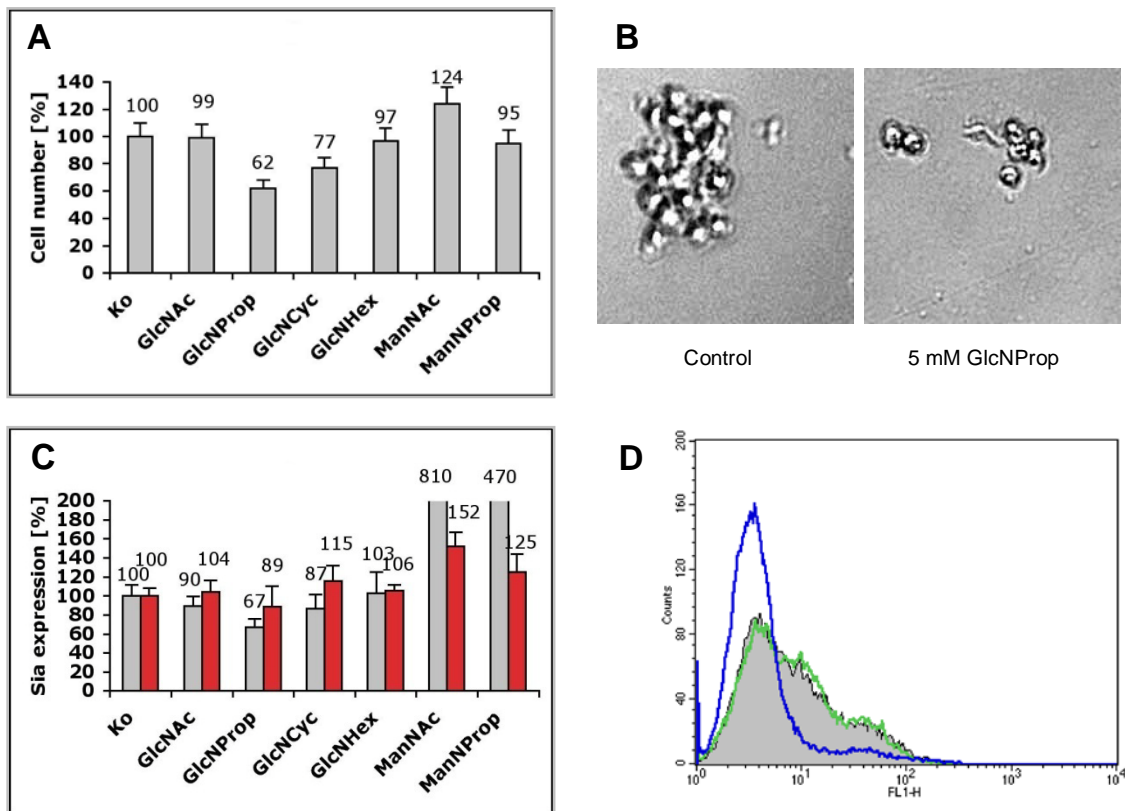 A
Cell number [%]
140
120
100
80
60
40
20
0
100
99
62
77
97
124
95
Ko
GlcNAc
GlcNProp
GlcNCyc
GlcNHex
ManNAc
ManNProp
B
Control
5 mM GlcNProp
C
Sia expression [%]
200
180
160
140
120
100
80
60
40
20
0
100
100
90
104
67
89
87
115
103
106
810
152
470
125
Ko
GlcNAc
GlcNProp
GlcNCyc
GlcNHex
ManNAc
ManNProp
D
Counts
200
160
120
80
40
0
10⁰
10¹
10²
10³
10⁴
FL1-H